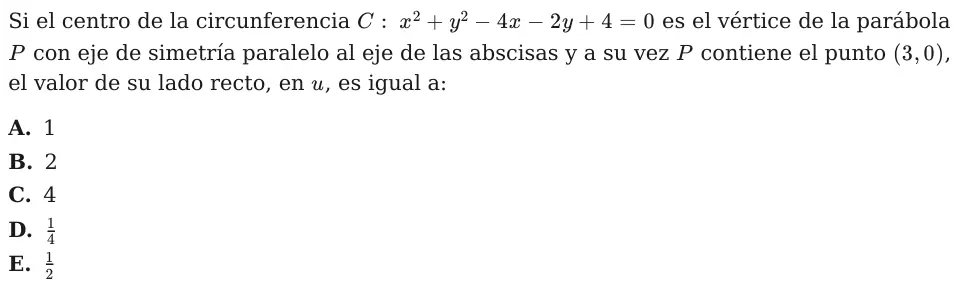 Si el centro de la circunferencia C : x² + y² − 4x − 2y + 4 = 0 es el vértice de la parábola
P con eje de simetría paralelo al eje de las abscisas y a su vez P contiene el punto (3, 0),
el valor de su lado recto, en u, es igual a:
A. 1
B. 2
C. 4
D. 1/4
E. 1/2